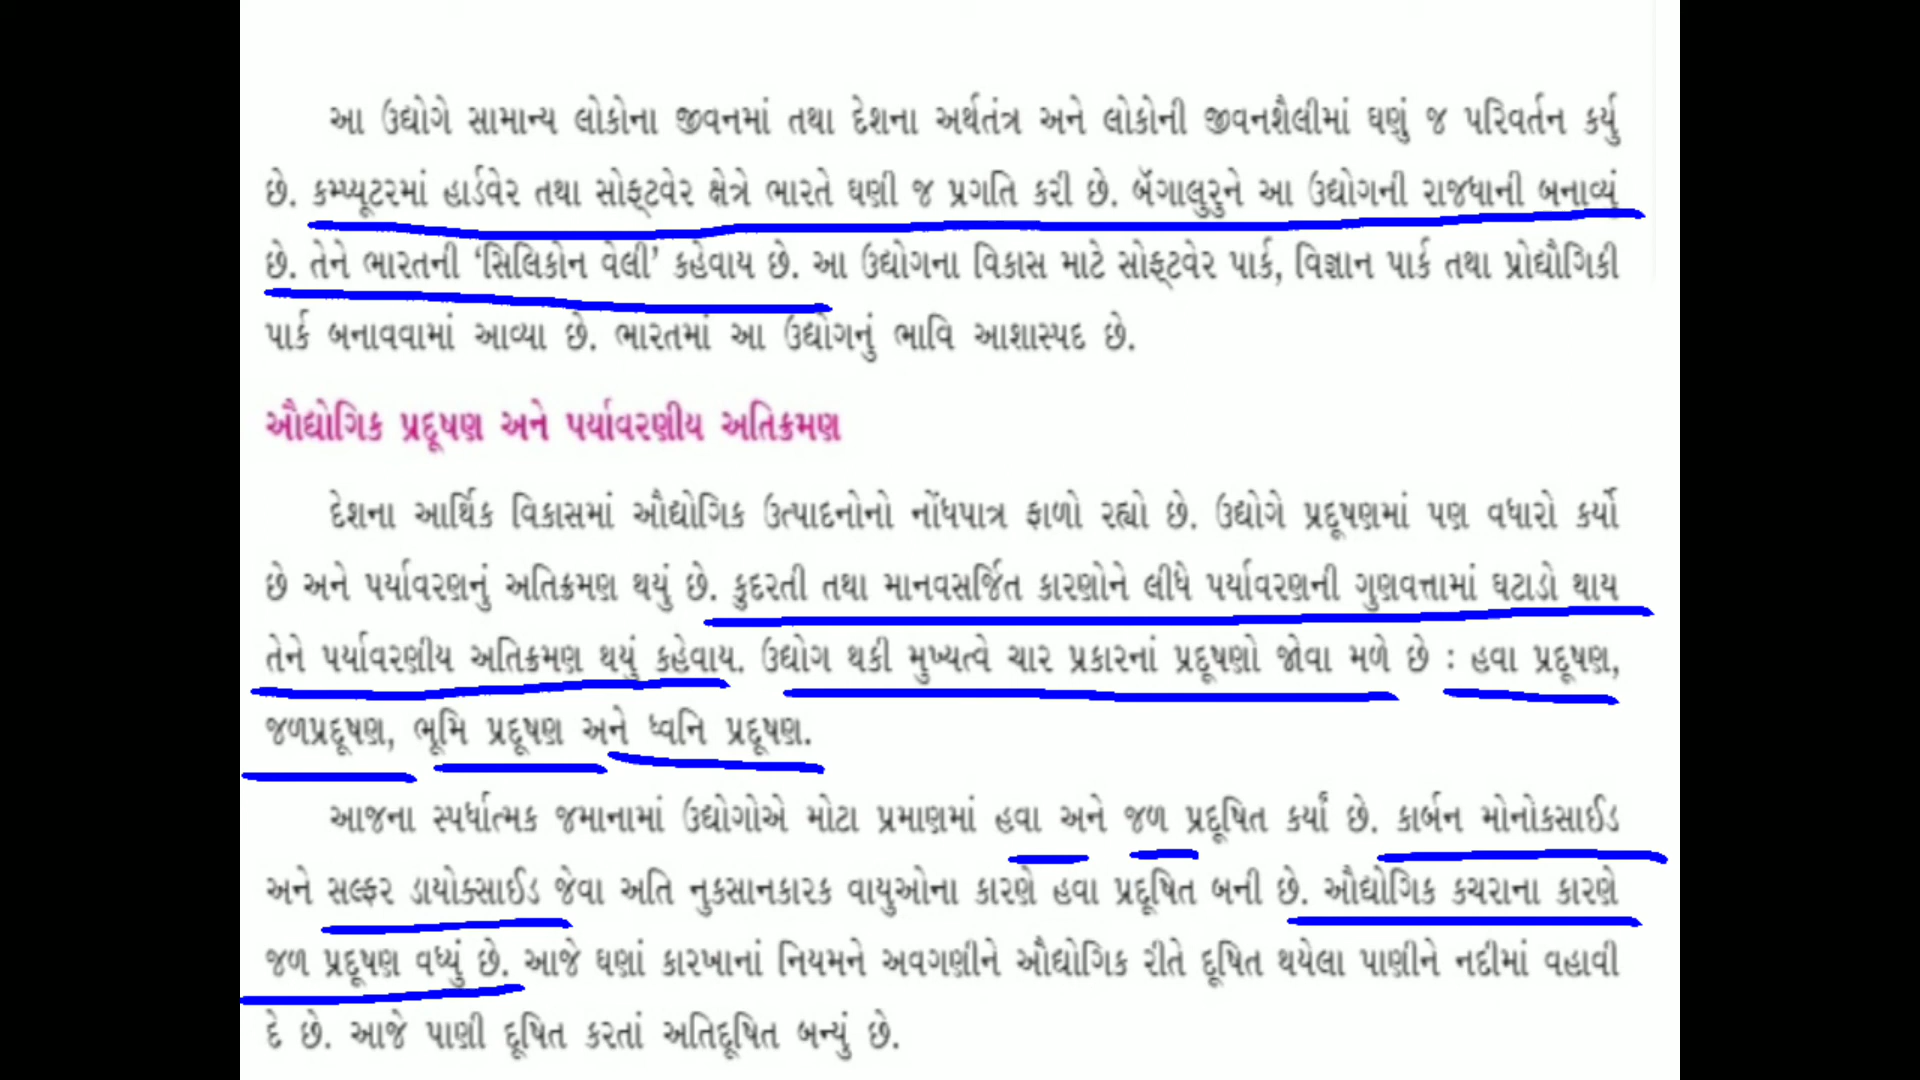 આ ઉદ્યોગે સામાન્ય લોકોના જીવનમાં તથા દેશના અર્થતંત્ર અને લોકોની જીવનશૈલીમાં ઘણું જ પરિવર્તન કર્યુ
છે. કમ્પ્યૂટરમાં હાર્ડવેર તથા સોફ્ટવેર ક્ષેત્રે ભારતે ઘણી જ પ્રગતિ કરી છે. બૅંગાલુરુને આ ઉદ્યોગની રાજધાની બનાવ્યું
છે. તેને ભારતની ‘સિલિકોન વેલી’ કહેવાય છે. આ ઉદ્યોગના વિકાસ માટે સોફ્ટવેર પાર્ક, વિજ્ઞાન પાર્ક તથા પ્રોદ્યૌગિકી
પાર્ક બનાવવામાં આવ્યા છે. ભારતમાં આ ઉદ્યોગનું ભાવિ આશાસ્પદ છે.
ઔદ્યોગિક પ્રદૂષણ અને પર્યાવરણીય અતિક્રમણ
દેશના આર્થિક વિકાસમાં ઔદ્યોગિક ઉત્પાદનોનો નોંધપાત્ર ફાળો રહ્યો છે. ઉદ્યોગે પ્રદૂષણમાં પણ વધારો કર્યો
છે અને પર્યાવરણનું અતિક્રમણ થયું છે. કુદરતી તથા માનવસર્જિત કારણોને લીધે પર્યાવરણની ગુણવત્તામાં ઘટાડો થાય
તેને પર્યાવરણીય અતિક્રમણ થયું કહેવાય. ઉદ્યોગ થકી મુખ્યત્વે ચાર પ્રકારનાં પ્રદૂષણો જોવા મળે છે : હવા પ્રદૂષણ,
જળપ્રદૂષણ, ભૂમિ પ્રદૂષણ અને ધ્વનિ પ્રદૂષણ.
આજના સ્પર્ધાત્મક જમાનામાં ઉદ્યોગોએ મોટા પ્રમાણમાં હવા અને જળ પ્રદૂષિત કર્યાં છે. કાર્બન મોનોકસાઈડ
અને સલ્ફર ડાયોક્સાઈડ જેવા અતિ નુકસાનકારક વાયુઓના કારણે હવા પ્રદૂષિત બની છે. ઔદ્યોગિક કચરાના કારણે
જળ પ્રદૂષણ વધ્યું છે. આજે ઘણાં કારખાનાં નિયમને અવગણીને ઔદ્યોગિક રીતે દૂષિત થયેલા પાણીને નદીમાં વહાવી
દે છે. આજે પાણી દૂષિત કરતાં અતિદૂષિત બન્યું છે.